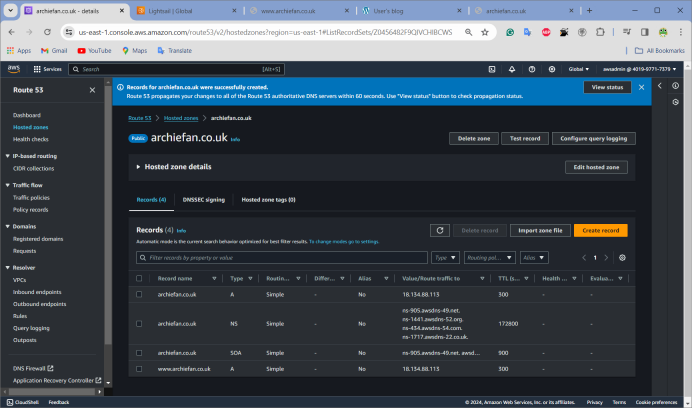 archiefan.co.uk - details
Lightsail | Global
www.archiefan.co.uk
User's blog
archiefan.co.uk
us-east-1.console.aws.amazon.com/route53/v2/hostedzones?region=us-east-1#ListRecordSets/Z0456482F9QIVCHI8CWS
Apps
Gmail
YouTube
Maps
Translate
All Bookmarks
aws
Services
Search
[Alt+S]
Global
awsadmin @ 4019-9771-7379
Route 53
Dashboard
Hosted zones
Health checks
IP-based routing
CIDR collections
Traffic flow
Traffic policies
Policy records
Domains
Registered domains
Requests
Resolver
VPCs
Inbound endpoints
Outbound endpoints
Rules
Query logging
Outposts
DNS Firewall
Application Recovery Controller
Records for archiefan.co.uk were successfully created.
Route 53 propagates your changes to all of the Route 53 authoritative DNS servers within 60 seconds. Use "View status" button to check propagation status.
View status
Route 53 > Hosted zones > archiefan.co.uk
Public archiefan.co.uk Info
Delete zone
Test record
Configure query logging
Hosted zone details
Edit hosted zone
Records (4)
DNSSEC signing
Hosted zone tags (0)
Records (4) Info
Delete record
Import zone file
Create record
Automatic mode is the current search behavior optimized for best filter results. To change modes go to settings.
Filter records by property or value
Type
Routing pol...
Alias
1
Record name Type Routin... Differ... Alias Value/Route traffic to TTL (s... Health ... Evalua...
archiefan.co.uk A Simple - No 18.134.88.113 300 - -
archiefan.co.uk NS Simple - No ns-905.awsdns-49.net.
ns-1441.awsdns-52.org.
ns-434.awsdns-54.com.
ns-1717.awsdns-22.co.uk.
172800 - -
archiefan.co.uk SOA Simple - No ns-905.awsdns-49.net. awsd... 900 - -
www.archiefan.co.uk A Simple - No 18.134.88.113 300 - -
CloudShell
Feedback
© 2024, Amazon Web Services, Inc. or its affiliates.
Privacy
Terms
Cookie preferences